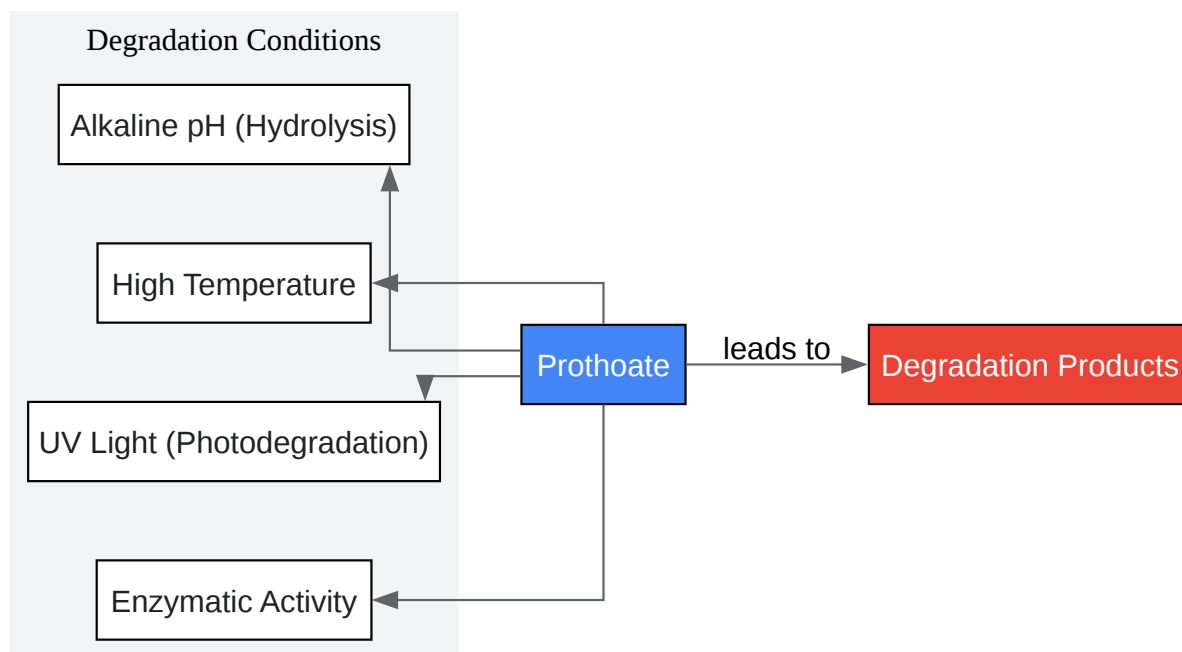 Degradation Conditions
Alkaline pH (Hydrolysis)
High Temperature
UV Light (Photodegradation)
Enzymatic Activity
Prothoate
leads to
Degradation Products